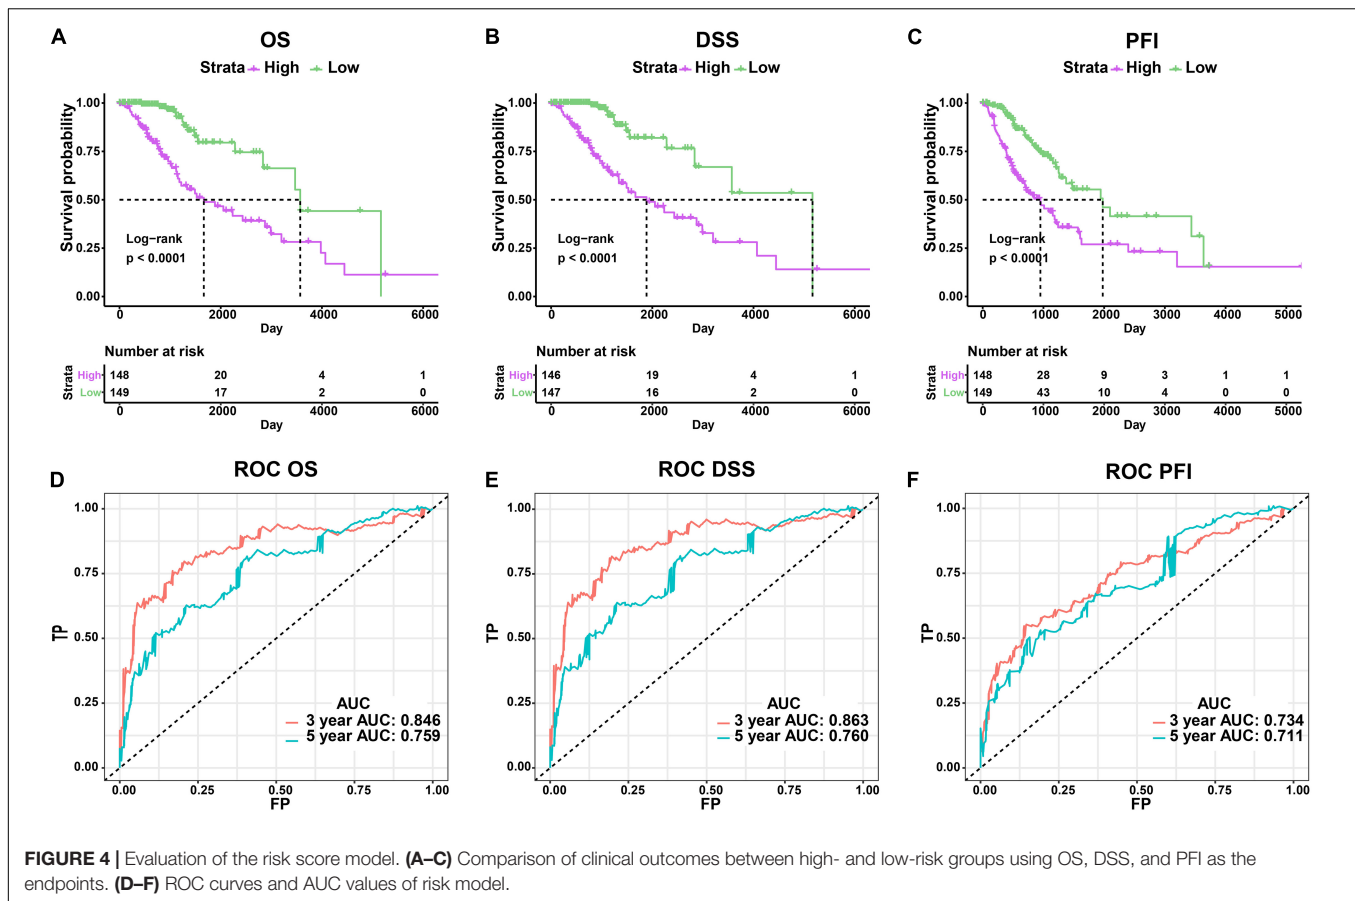 A
OS
Strata High Low
Survival probability
1.00
0.75
0.50
0.25
0.00
Log-rank
p < 0.0001
0 2000 4000 6000
Day
Number at risk
Strata
High 148 20 4 1
Low 149 17 2 0
0 2000 4000 6000
Day
B
DSS
Strata High Low
Survival probability
1.00
0.75
0.50
0.25
0.00
Log-rank
p < 0.0001
0 2000 4000 6000
Day
Number at risk
Strata
High 146 19 4 1
Low 147 16 2 0
0 2000 4000 6000
Day
C
PFI
Strata High Low
Survival probability
1.00
0.75
0.50
0.25
0.00
Log-rank
p < 0.0001
0 1000 2000 3000 4000 5000
Day
Number at risk
Strata
High 148 28 9 3 1 1
Low 149 43 10 4 0 0
0 1000 2000 3000 4000 5000
Day
D
ROC OS
TP
1.00
0.75
0.50
0.25
0.00
AUC
3 year AUC: 0.846
5 year AUC: 0.759
0.00 0.25 0.50 0.75 1.00
FP
E
ROC DSS
TP
1.00
0.75
0.50
0.25
0.00
AUC
3 year AUC: 0.863
5 year AUC: 0.760
0.00 0.25 0.50 0.75 1.00
FP
F
ROC PFI
TP
1.00
0.75
0.50
0.25
0.00
AUC
3 year AUC: 0.734
5 year AUC: 0.711
0.00 0.25 0.50 0.75 1.00
FP
FIGURE 4 | Evaluation of the risk score model. (A–C) Comparison of clinical outcomes between high- and low-risk groups using OS, DSS, and PFI as the
endpoints. (D–F) ROC curves and AUC values of risk model.